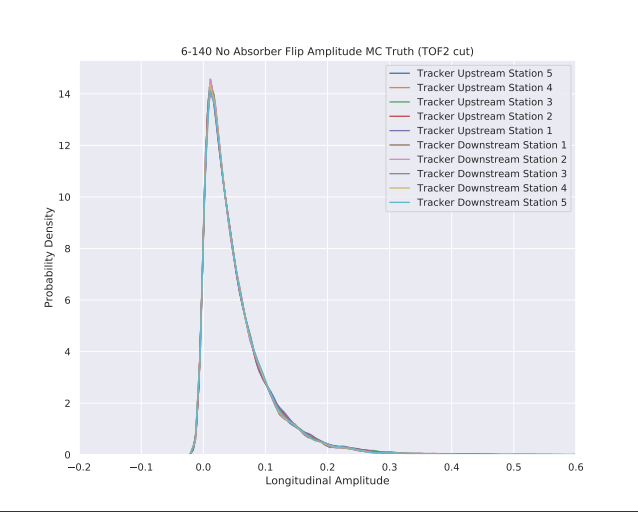 6-140 No Absorber Flip Amplitude MC Truth (TOF2 cut)
Tracker Upstream Station 5
Tracker Upstream Station 4
Tracker Upstream Station 3
Tracker Upstream Station 2
Tracker Upstream Station 1
Tracker Downstream Station 1
Tracker Downstream Station 2
Tracker Downstream Station 3
Tracker Downstream Station 4
Tracker Downstream Station 5
Probability Density
14
12
10
8
6
4
2
0
−0.2 −0.1 0.0 0.1 0.2 0.3 0.4 0.5 0.6
Longitudinal Amplitude